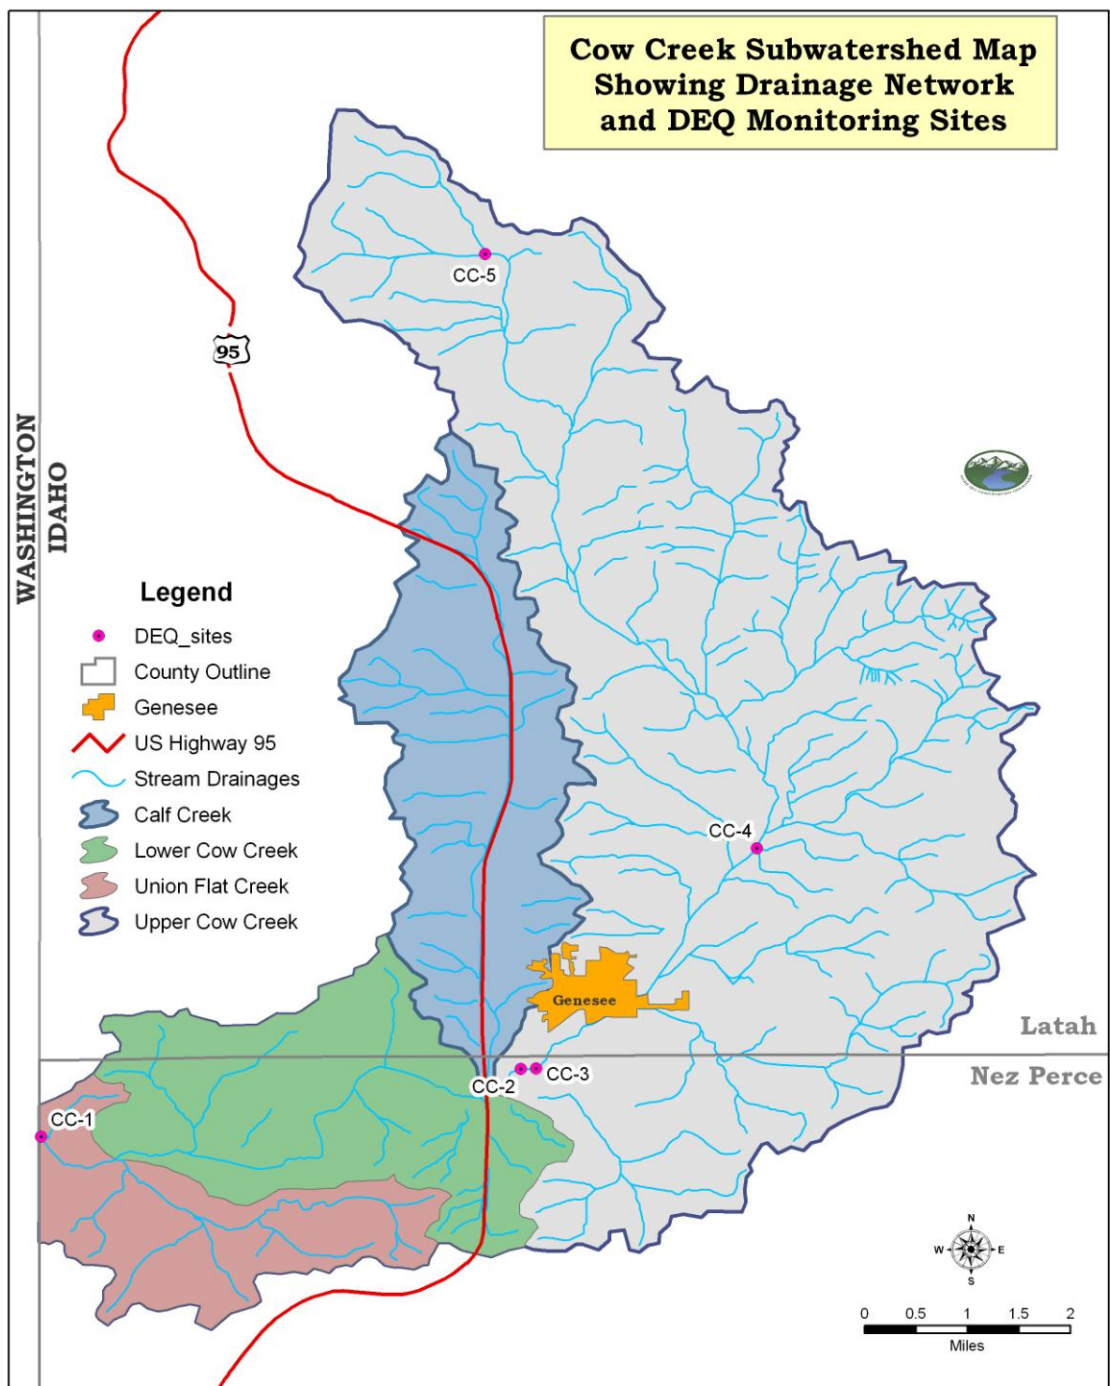 Cow Creek Subwatershed Map
Showing Drainage Network
and DEQ Monitoring Sites
CC-5
95
WASHINGTON
IDAHO
Legend
DEQ_sites
County Outline
Genesee
US Highway 95
Stream Drainages
Calf Creek
Lower Cow Creek
Union Flat Creek
Upper Cow Creek
CC-4
Genesee
Latah
Nez Perce
CC-2
CC-3
CC-1
N
W
E
S
0 0.5 1 1.5 2
Miles